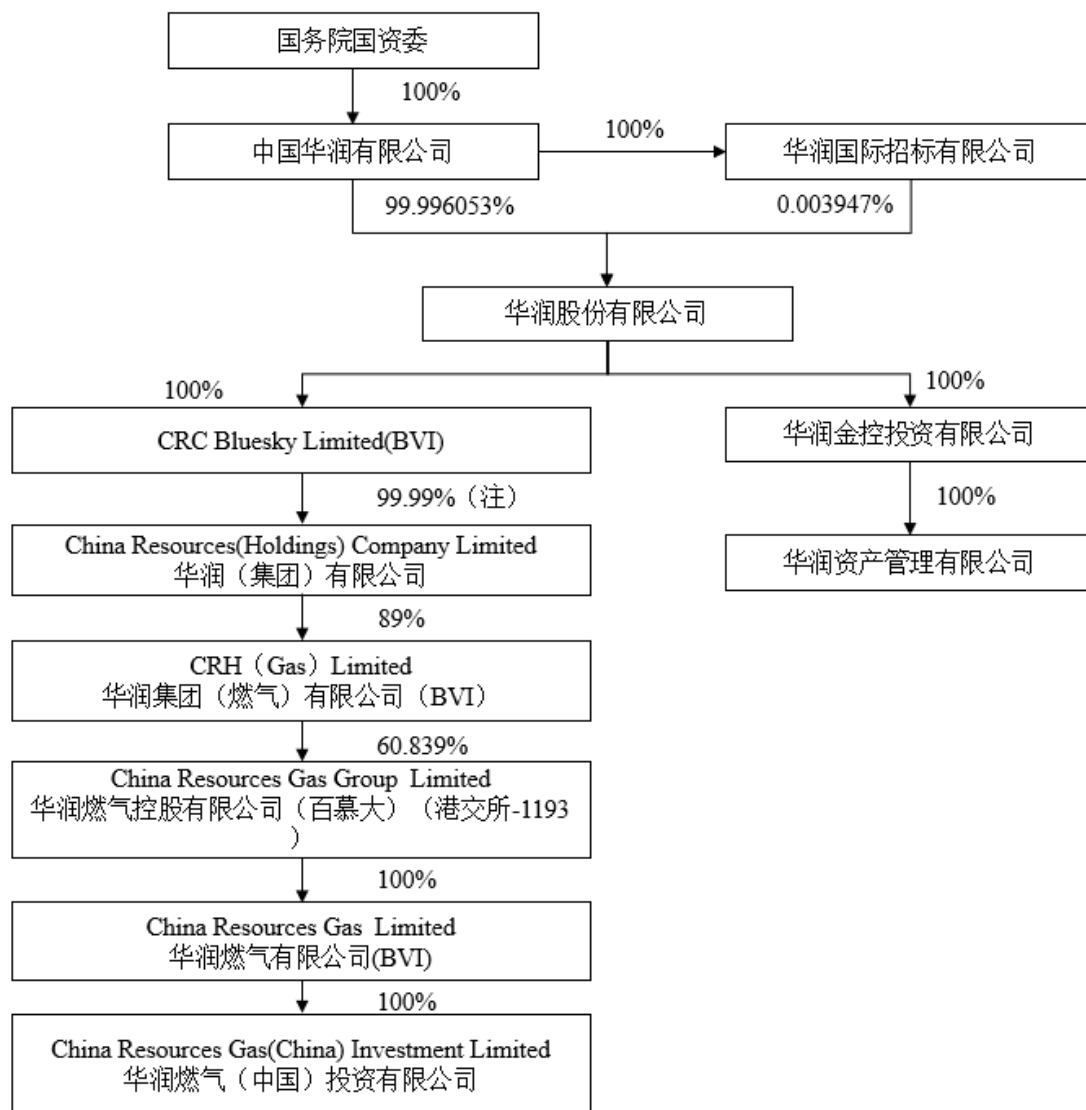 国务院国资委
100%
中国华润有限公司
100%
华润国际招标有限公司
99.996053%
0.003947%
华润股份有限公司
100%
100%
CRC Bluesky Limited(BVI)
华润金控投资有限公司
99.99%（注）
100%
China Resources(Holdings) Company Limited
华润（集团）有限公司
华润资产管理有限公司
89%
CRH（Gas）Limited
华润集团（燃气）有限公司（BVI）
60.839%
China Resources Gas Group Limited
华润燃气控股有限公司（百慕大）（港交所-1193
）
100%
China Resources Gas Limited
华润燃气有限公司(BVI)
100%
China Resources Gas(China) Investment Limited
华润燃气（中国）投资有限公司